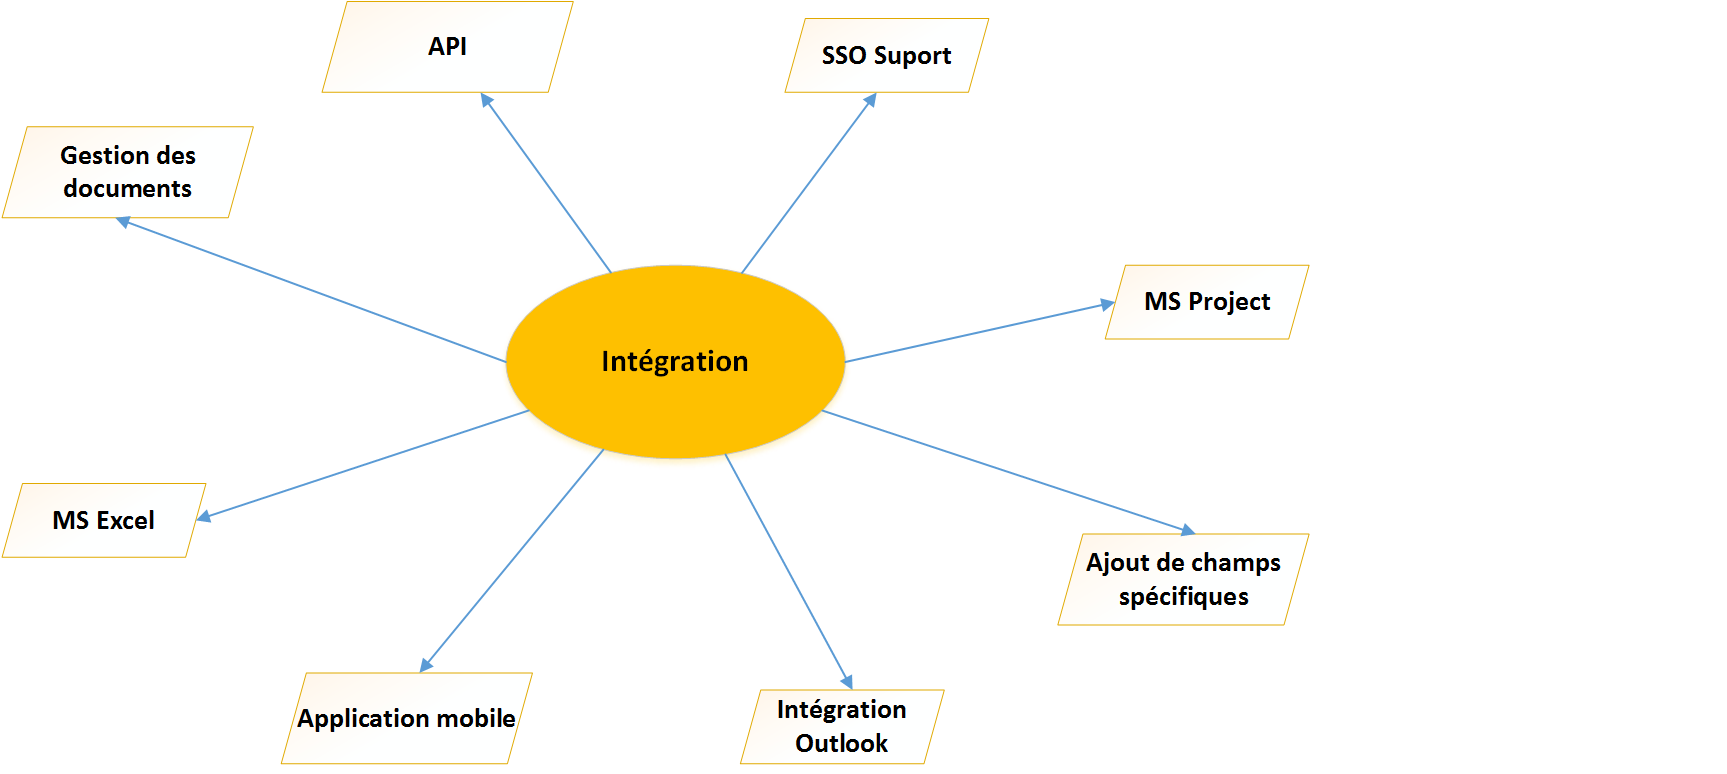 API
SSO Suport
Gestion des
documents
MS Project
Intégration
MS Excel
Ajout de champs
spécifiques
Application mobile
Intégration
Outlook